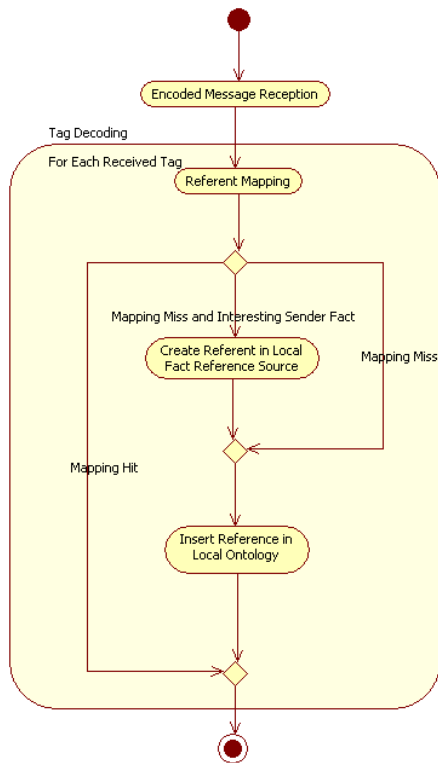 Encoded Message Reception
Tag Decoding
For Each Received Tag
Referent Mapping
Mapping Miss and Interesting Sender Fact
Create Referent in Local
Fact Reference Source
Mapping Miss
Mapping Hit
Insert Reference in
Local Ontology